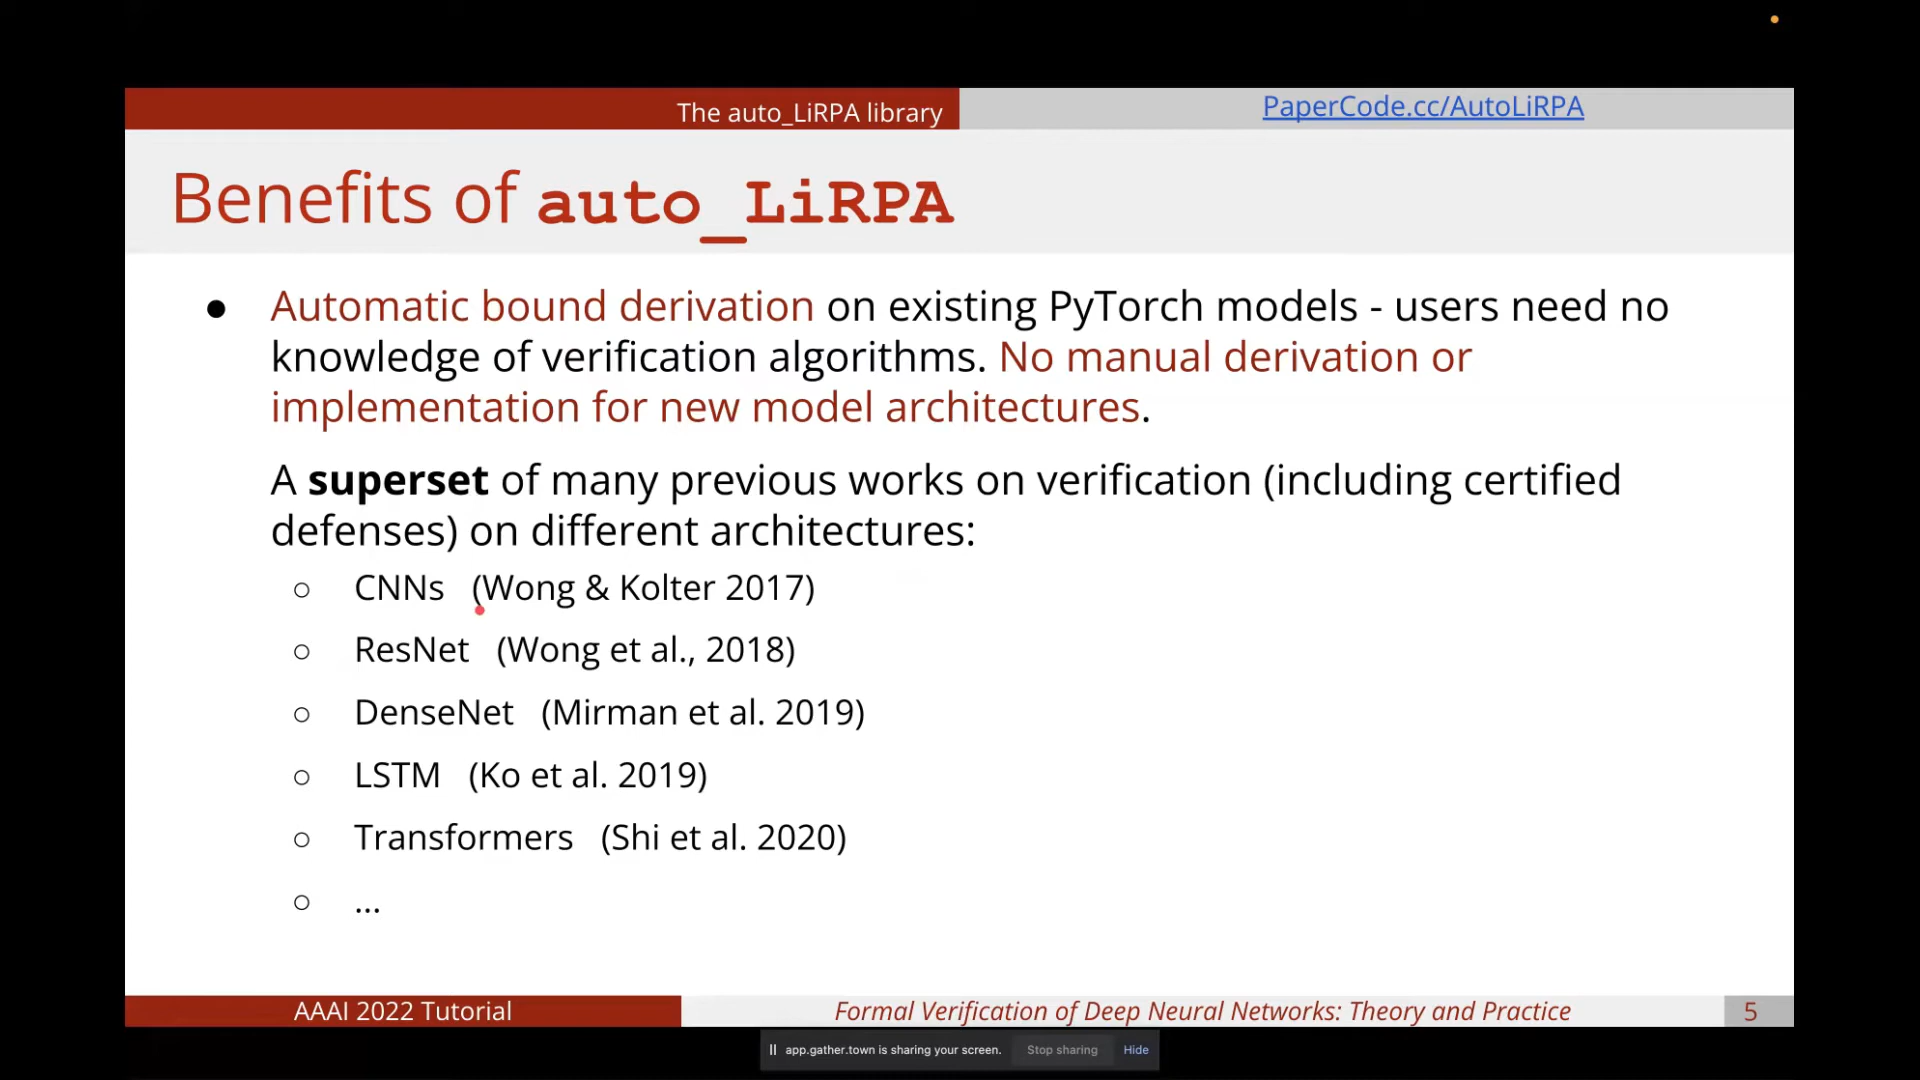 The auto_LiRPA library
PaperCode.cc/AutoLiRPA
Benefits of auto_LiRPA
● Automatic bound derivation on existing PyTorch models - users need no
knowledge of verification algorithms. No manual derivation or
implementation for new model architectures.
A superset of many previous works on verification (including certified
defenses) on different architectures:
○ CNNs (Wong & Kolter 2017)
○ ResNet (Wong et al., 2018)
○ DenseNet (Mirman et al. 2019)
○ LSTM (Ko et al. 2019)
○ Transformers (Shi et al. 2020)
○ ...
AAAI 2022 Tutorial
Formal Verification of Deep Neural Networks: Theory and Practice
5
app.gather.town is sharing your screen.
Stop sharing
Hide